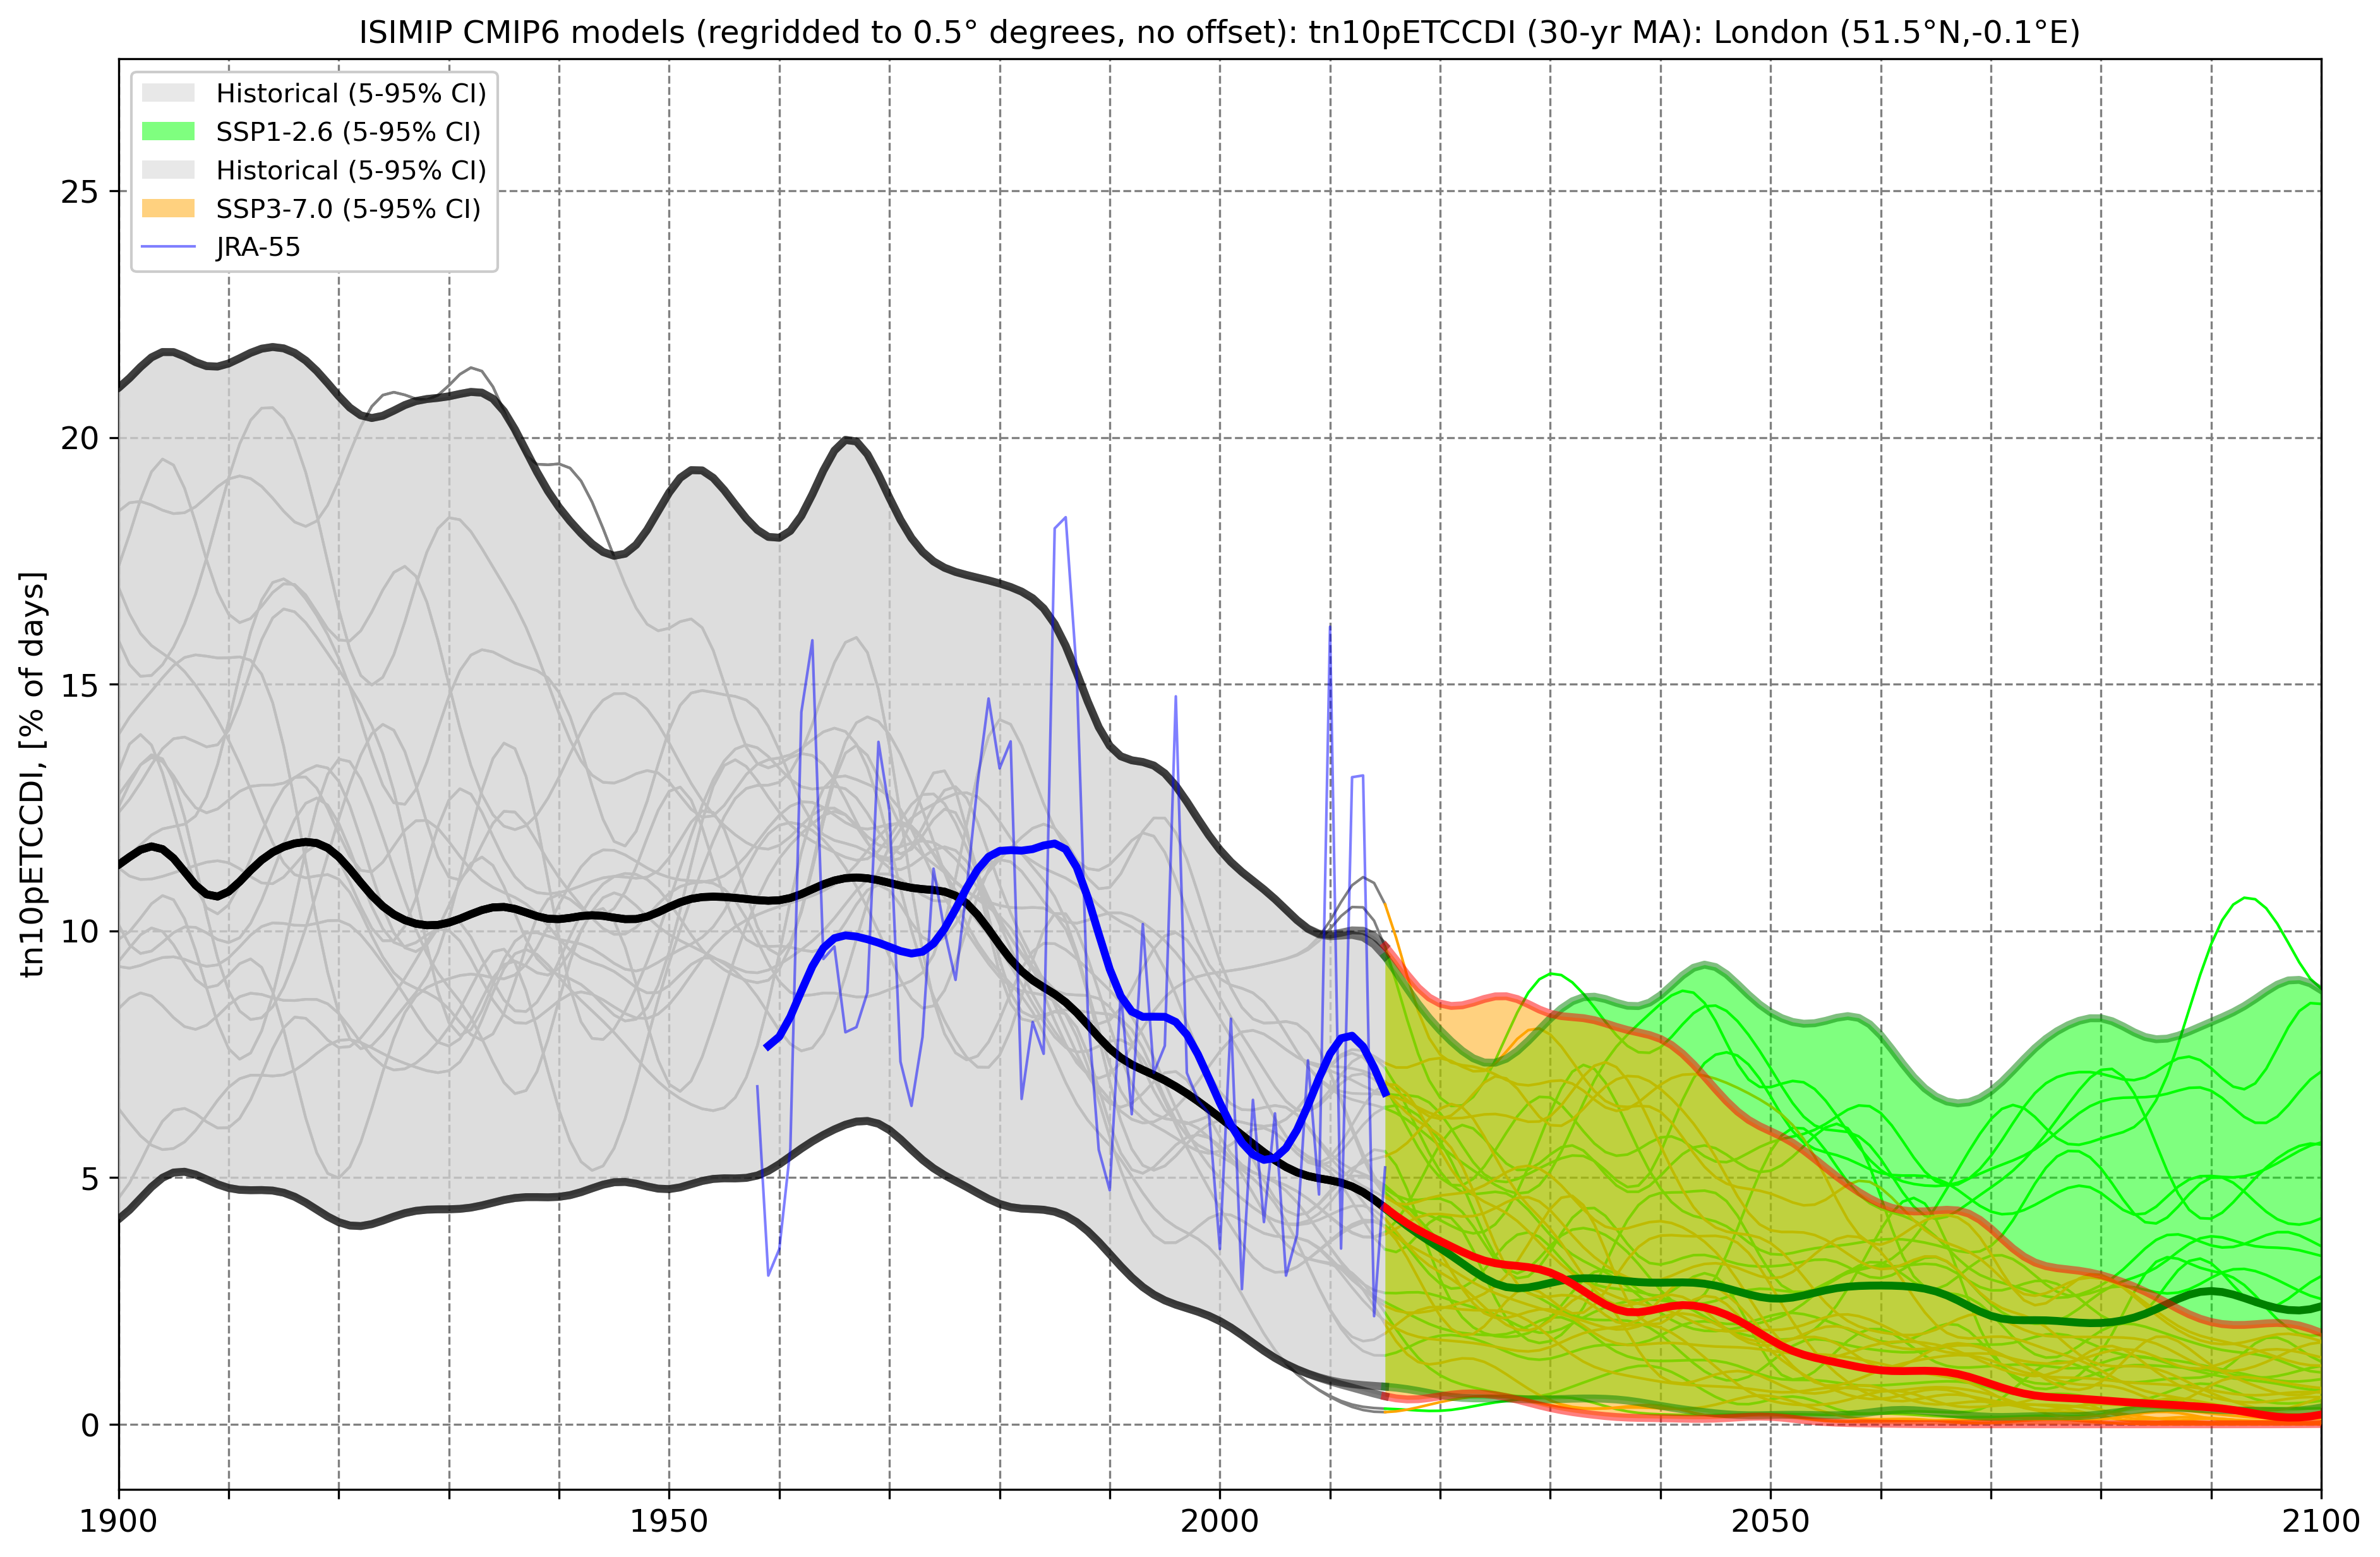 ISIMIP CMIP6 models (regridded to 0.5° degrees, no offset): tn10pETCCDI (30-yr MA): London (51.5°N,-0.1°E)
Historical (5-95% CI)
SSP1-2.6 (5-95% CI)
Historical (5-95% CI)
SSP3-7.0 (5-95% CI)
JRA-55
tn10pETCCDI, [% of days]
25
20
15
10
5
0
1900 1950 2000 2050 2100